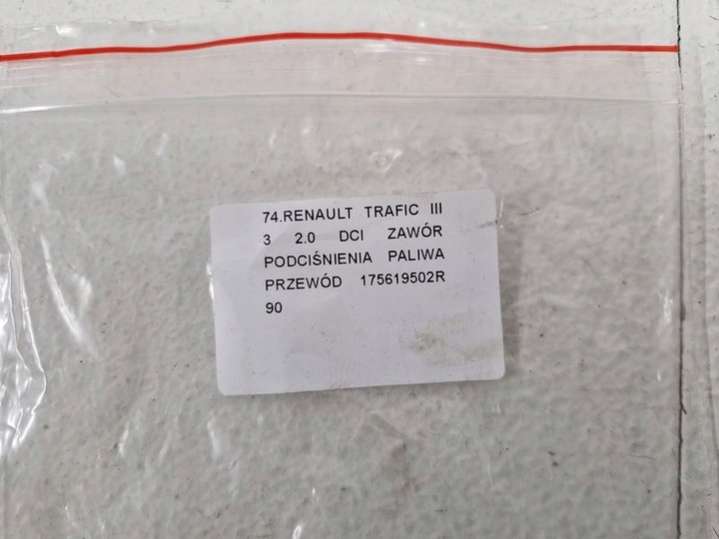 74.RENAULT TRAFIC III
3 2.0 DCI ZAWÓR
PODCIŚNIENIA PALIWA
PRZEWÓD 175619502R
90